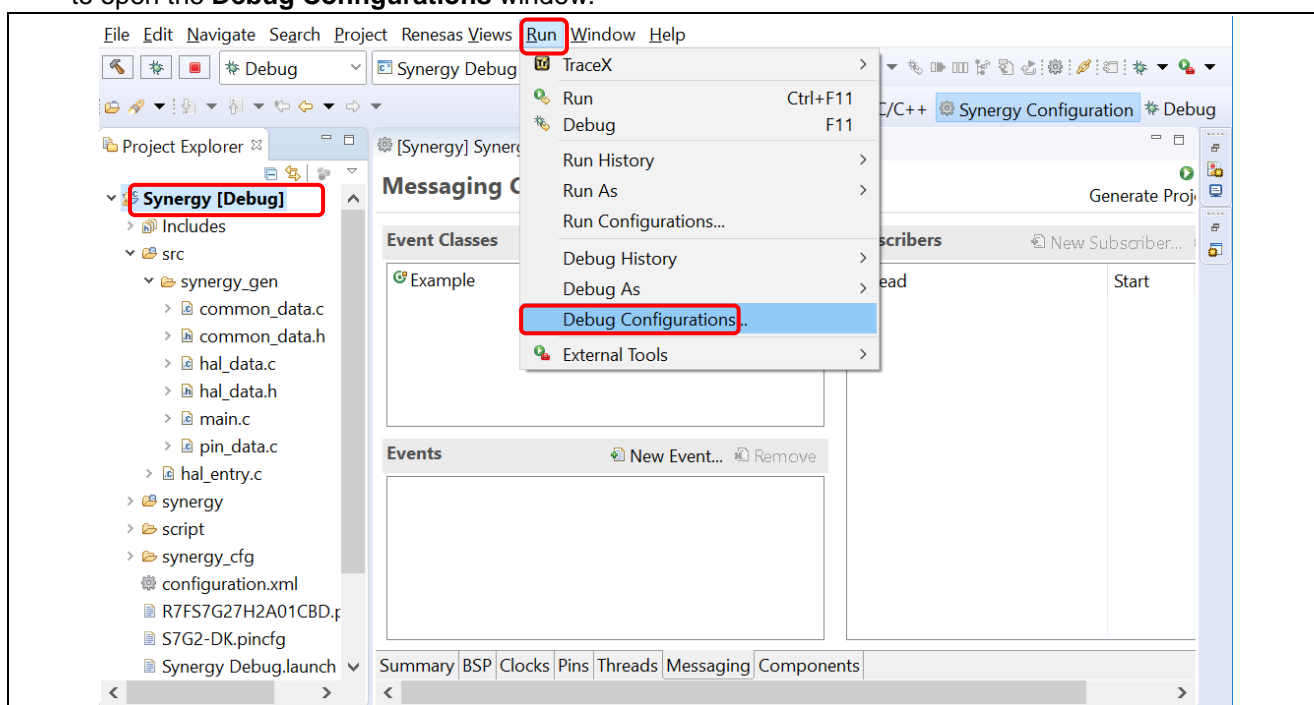 to open the Debug Configurations window.
File Edit Navigate Search Project Renesas Views Run Window Help
Debug
Synergy Debug
TraceX
Run Ctrl+F11
Debug F11
Run History
Run As
Run Configurations...
Debug History
Debug As
Debug Configurations...
External Tools
C/C++ Synergy Configuration Debug
Project Explorer
Synergy [Debug]
Includes
src
synergy_gen
common_data.c
common_data.h
hal_data.c
hal_data.h
main.c
pin_data.c
hal_entry.c
synergy
script
synergy_cfg
configuration.xml
R7FS7G27H2A01CBD.p
S7G2-DK.pincfg
Synergy Debug.launch
[Synergy] Synerg
Messaging C
Generate Proj
Event Classes
Example
scribers New Subscriber...
ead Start
Events New Event... Remove
Summary BSP Clocks Pins Threads Messaging Components